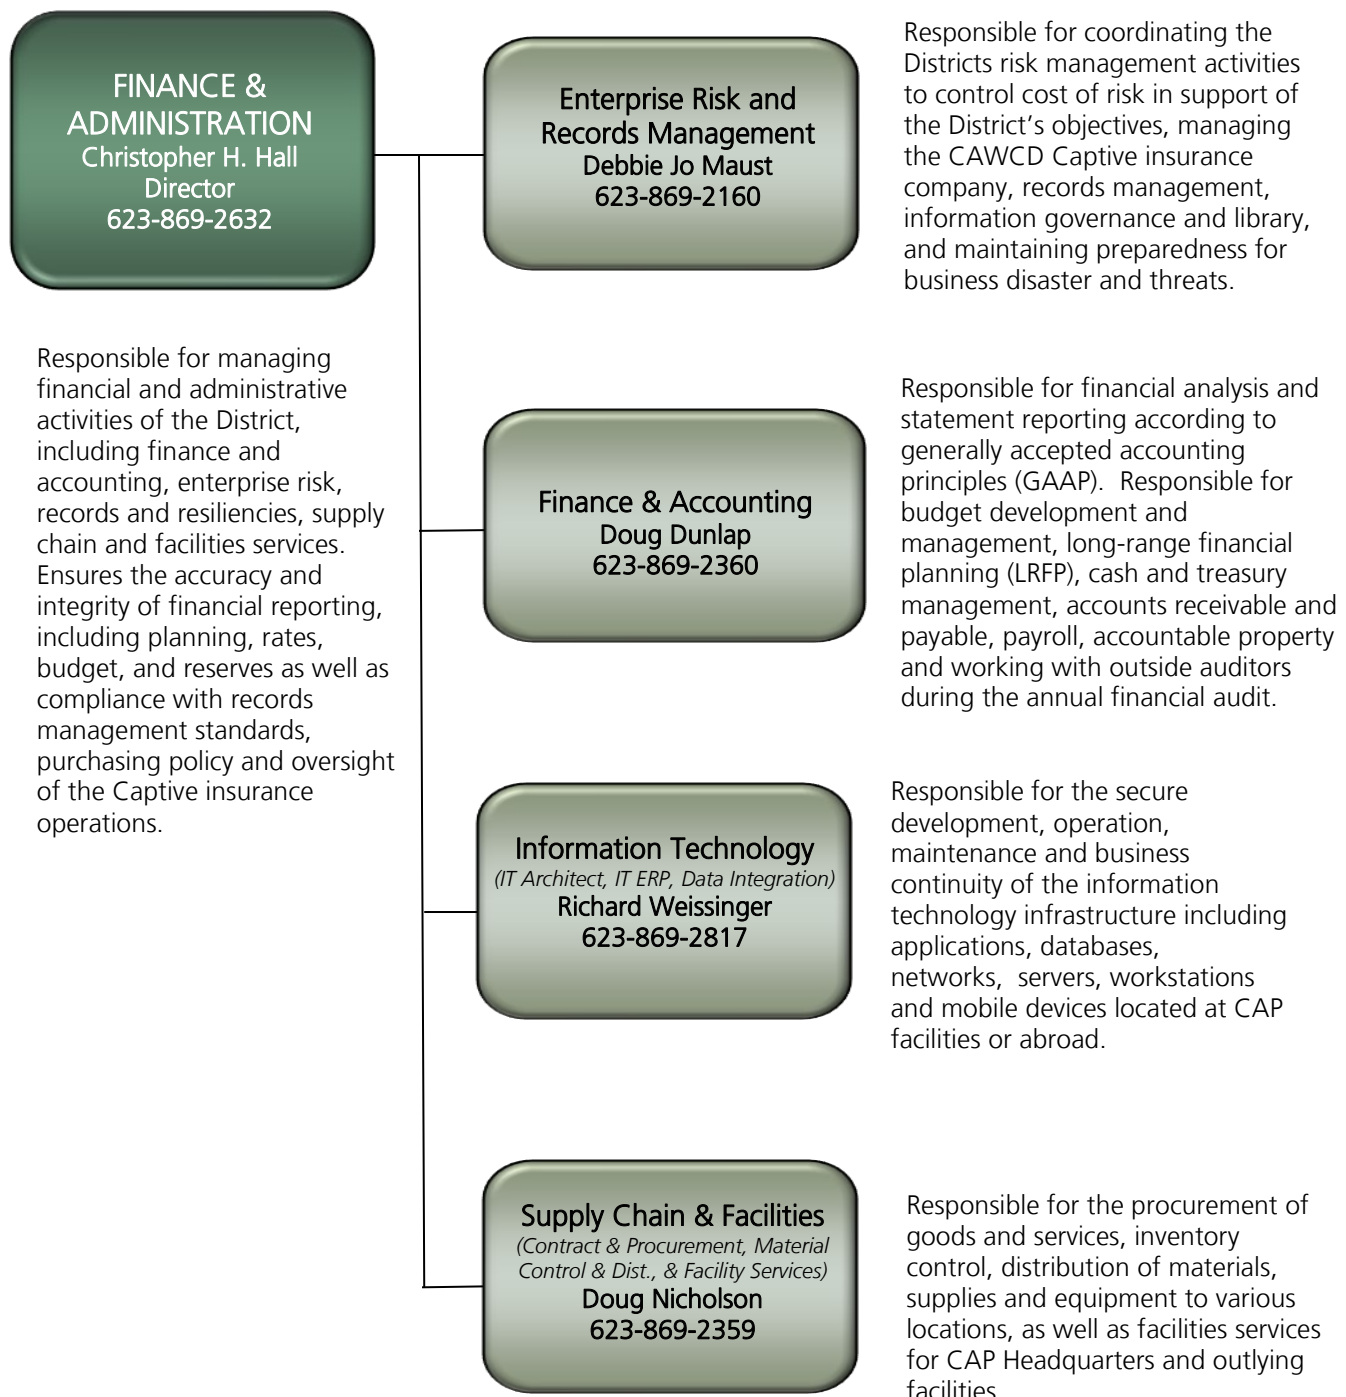 FINANCE &
ADMINISTRATION
Christopher H. Hall
Director
623-869-2632
Responsible for managing
financial and administrative
activities of the District,
including finance and
accounting, enterprise risk,
records and resiliencies, supply
chain and facilities services.
Ensures the accuracy and
integrity of financial reporting,
including planning, rates,
budget, and reserves as well as
compliance with records
management standards,
purchasing policy and oversight
of the Captive insurance
operations.
Enterprise Risk and
Records Management
Debbie Jo Maust
623-869-2160
Responsible for coordinating the
Districts risk management activities
to control cost of risk in support of
the District’s objectives, managing
the CAWCD Captive insurance
company, records management,
information governance and library,
and maintaining preparedness for
business disaster and threats.
Finance & Accounting
Doug Dunlap
623-869-2360
Responsible for financial analysis and
statement reporting according to
generally accepted accounting
principles (GAAP).  Responsible for
budget development and
management, long-range financial
planning (LRFP), cash and treasury
management, accounts receivable and
payable, payroll, accountable property
and working with outside auditors
during the annual financial audit.
Information Technology
(IT Architect, IT ERP, Data Integration)
Richard Weissinger
623-869-2817
Responsible for the secure
development, operation,
maintenance and business
continuity of the information
technology infrastructure including
applications, databases,
networks,  servers, workstations
and mobile devices located at CAP
facilities or abroad.
Supply Chain & Facilities
(Contract & Procurement, Material
Control & Dist., & Facility Services)
Doug Nicholson
623-869-2359
Responsible for the procurement of
goods and services, inventory
control, distribution of materials,
supplies and equipment to various
locations, as well as facilities services
for CAP Headquarters and outlying
facilities